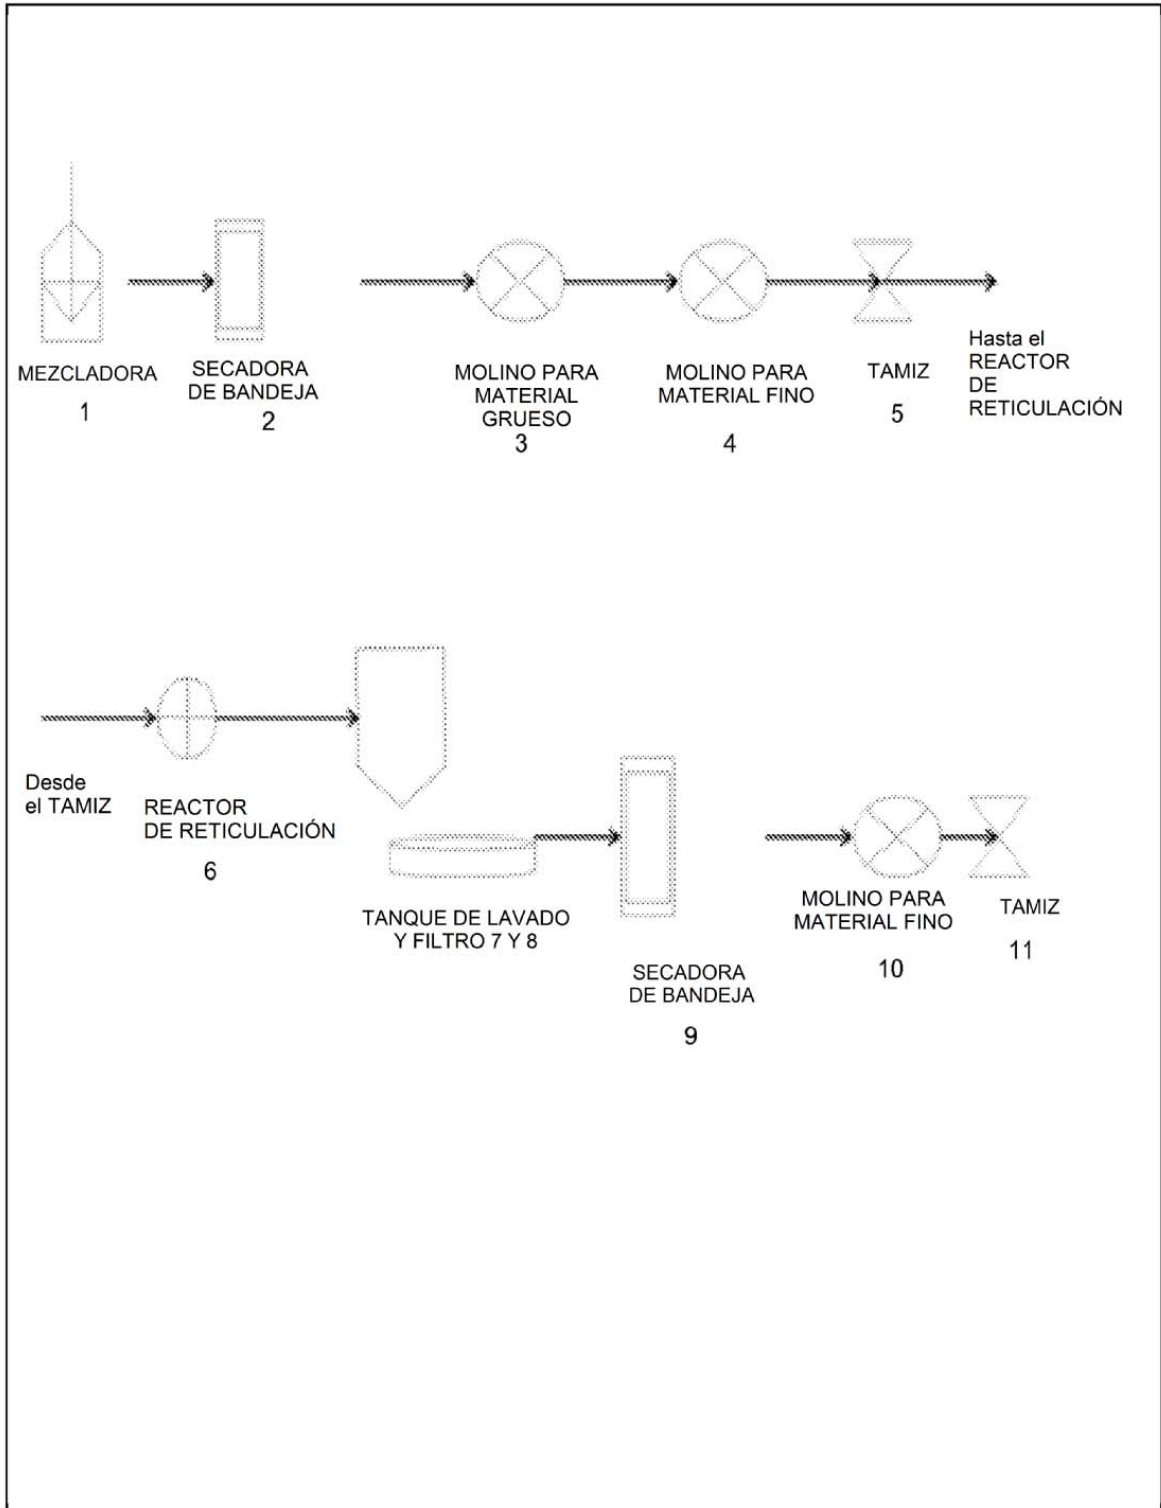 MEZCLADORA
1
SECADORA
DE BANDEJA
2
MOLINO PARA
MATERIAL
GRUESO
3
MOLINO PARA
MATERIAL FINO
4
TAMIZ
5
Hasta el
REACTOR
DE
RETICULACIÓN
Desde
el TAMIZ
REACTOR
DE RETICULACIÓN
6
TANQUE DE LAVADO
Y FILTRO 7 Y 8
SECADORA
DE BANDEJA
9
MOLINO PARA
MATERIAL FINO
10
TAMIZ
11